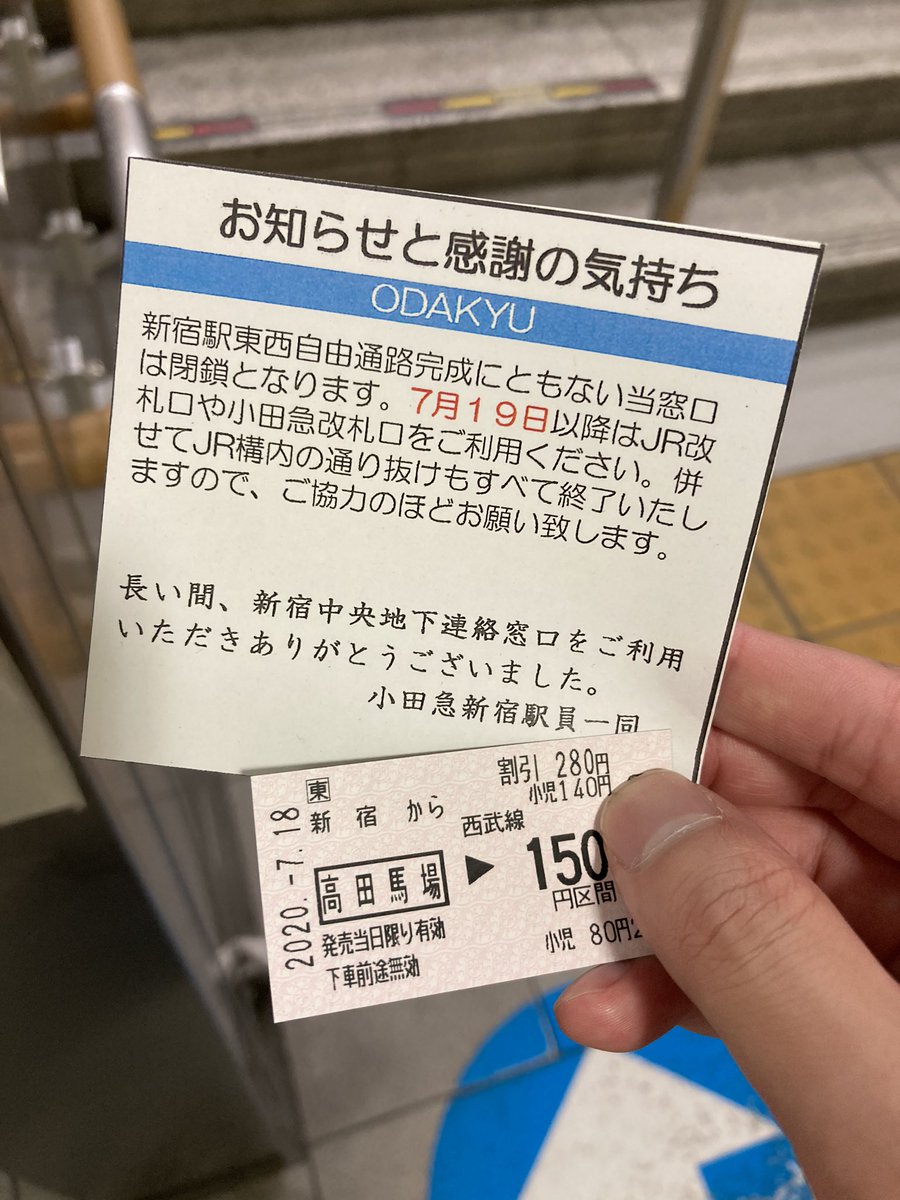 お知らせと感謝の気持ち
ODAKYU
新宿駅東西自由通路完成にともない当窓口
は閉鎖となります。7月19日以降はJR改
札口や小田急改札口をご利用ください。併
せてJR構内の通り抜けもすべて終了いたし
ますので、ご協力のほどお願い致します。
長い間、新宿中央地下連絡窓口をご利用
いただきありがとうございました。
小田急新宿駅員一同
割引 280円
小児140円
東
新宿から
西武線
高田馬場 ▶ 150
円区間
発売当日限り有効
小児 80円
下車前途無効
2020.-7.18